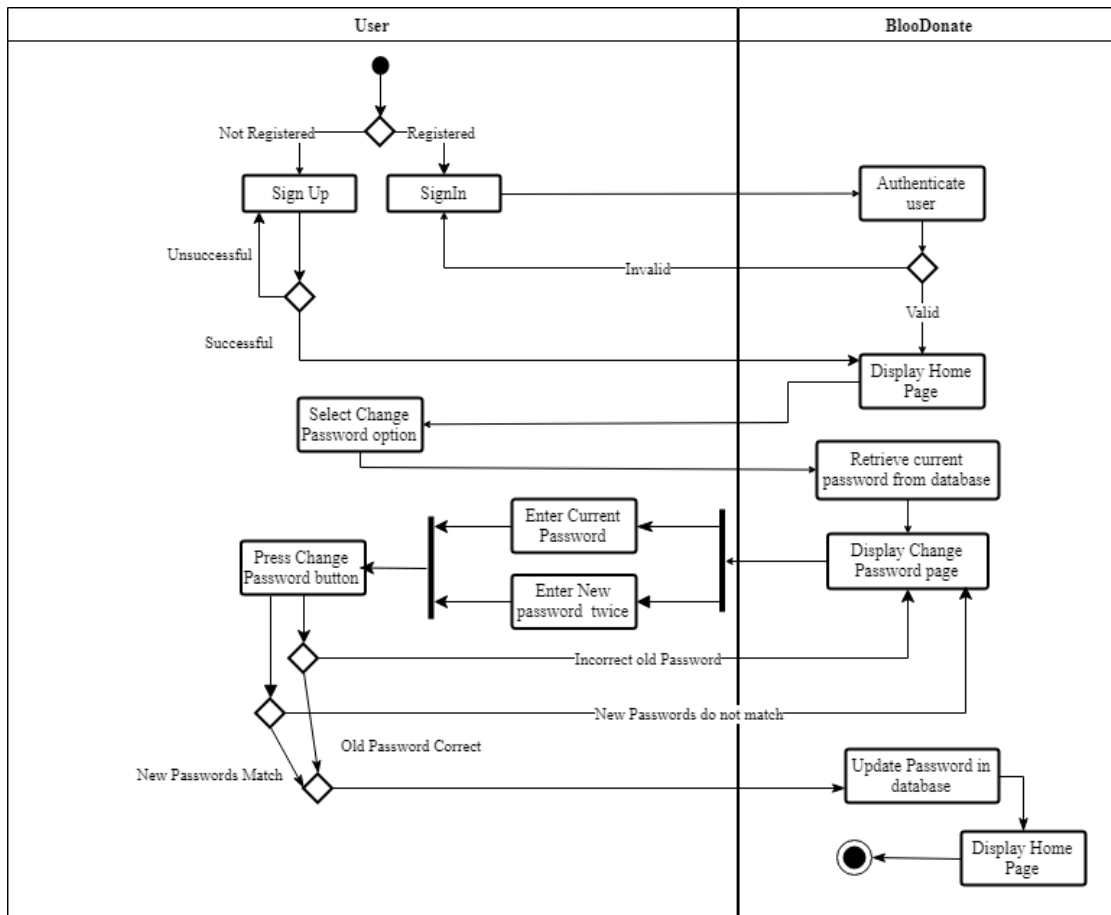 User
BlooDonate
Not Registered
Registered
Sign Up
SignIn
Authenticate
user
Unsuccessful
Invalid
Valid
Successful
Display Home
Page
Select Change
Password option
Retrieve current
password from database
Enter Current
Password
Press Change
Password button
Display Change
Password page
Enter New
password twice
Incorrect old Password
New Passwords do not match
Old Password Correct
New Passwords Match
Update Password in
database
Display Home
Page